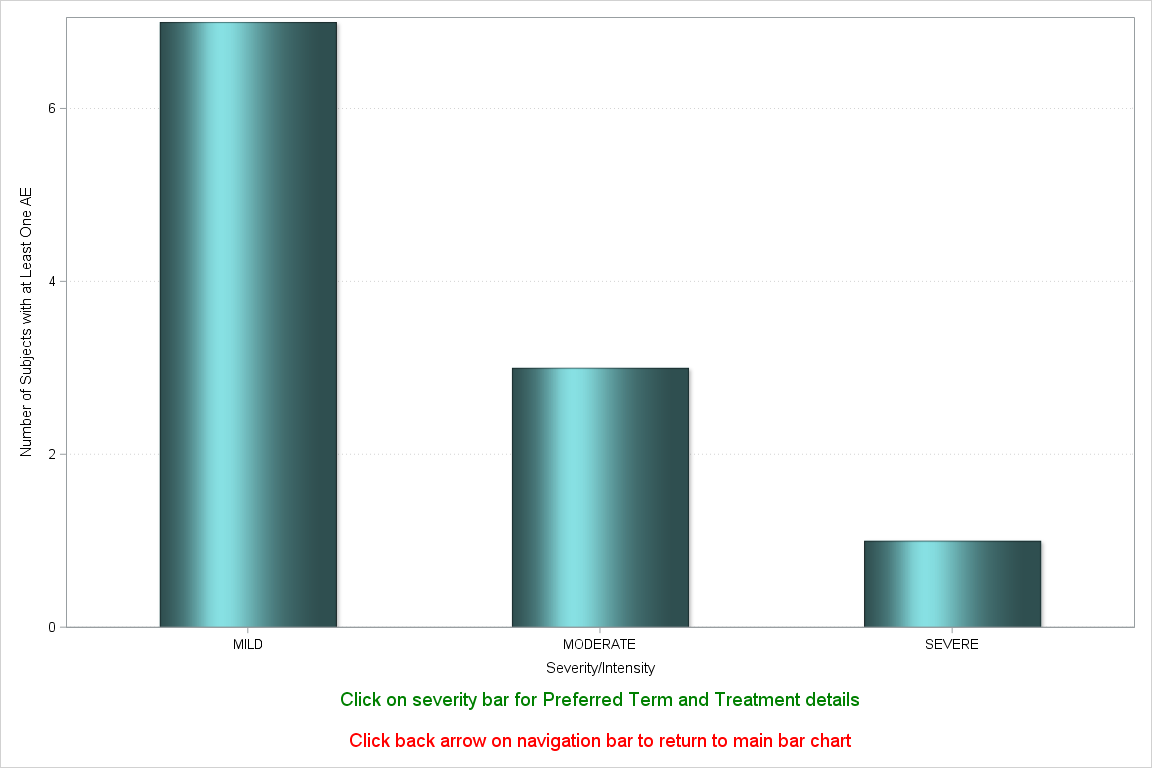 Number of Subjects with at Least One AE
6
4
2
0
MILD
MODERATE
SEVERE
Severity/Intensity
Click on severity bar for Preferred Term and Treatment details
Click back arrow on navigation bar to return to main bar chart